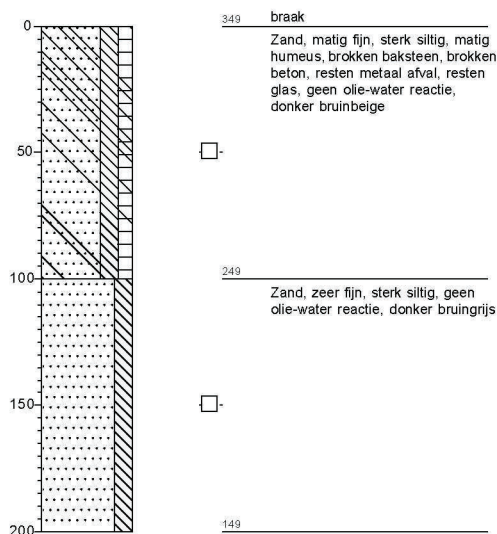 0
349
braak
Zand, matig fijn, sterk siltig, matig
humeus, brokken baksteen, brokken
beton, resten metaal afval, resten
glas, geen olie-water reactie,
donker bruinbeige
50
100
249
Zand, zeer fijn, sterk siltig, geen
olie-water reactie, donker bruingrijs
150
200
149